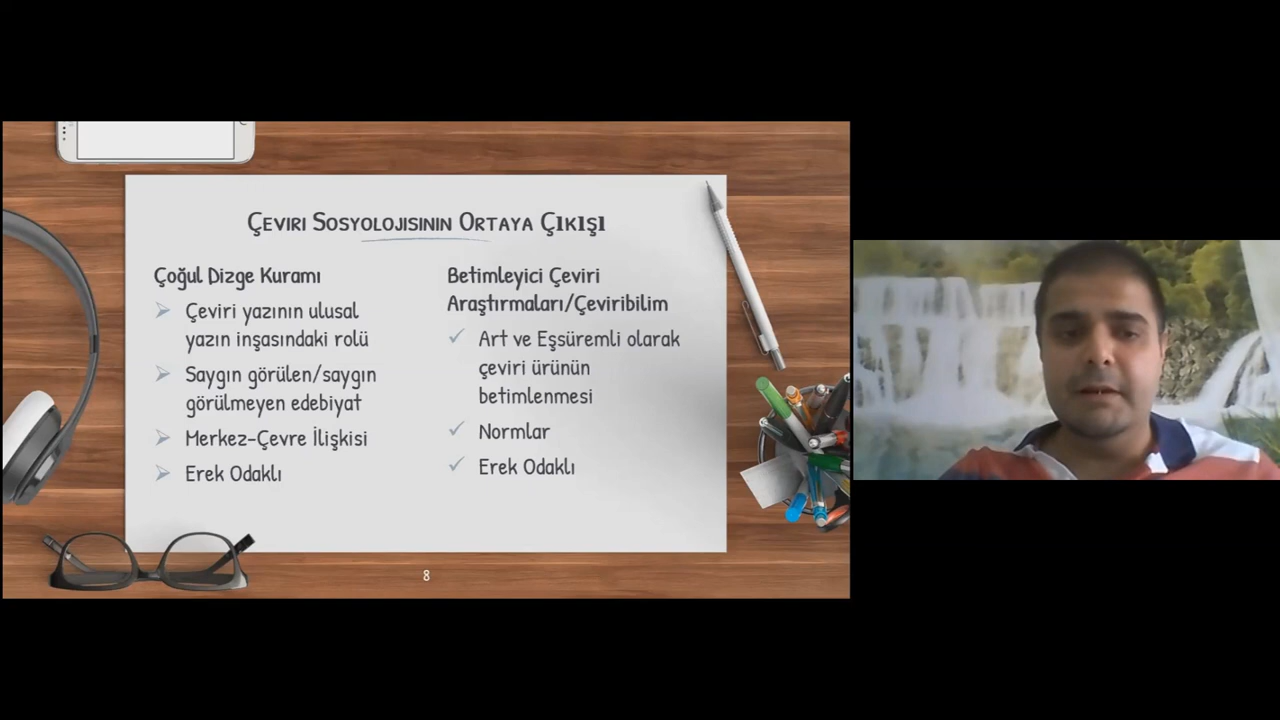 Çeviri Sosyolojisinin Ortaya Çıkışı
Çoğul Dizge Kuramı
Çeviri yazının ulusal
yazın inşasındaki rolü
Saygın görülen/saygın
görülmeyen edebiyat
Merkez-Çevre İlişkisi
Erek Odaklı
Betimleyici Çeviri
Araştırmaları/Çeviribilim
Art ve Eşsüremli olarak
çeviri ürünün
betimlenmesi
Normlar
Erek Odaklı
8